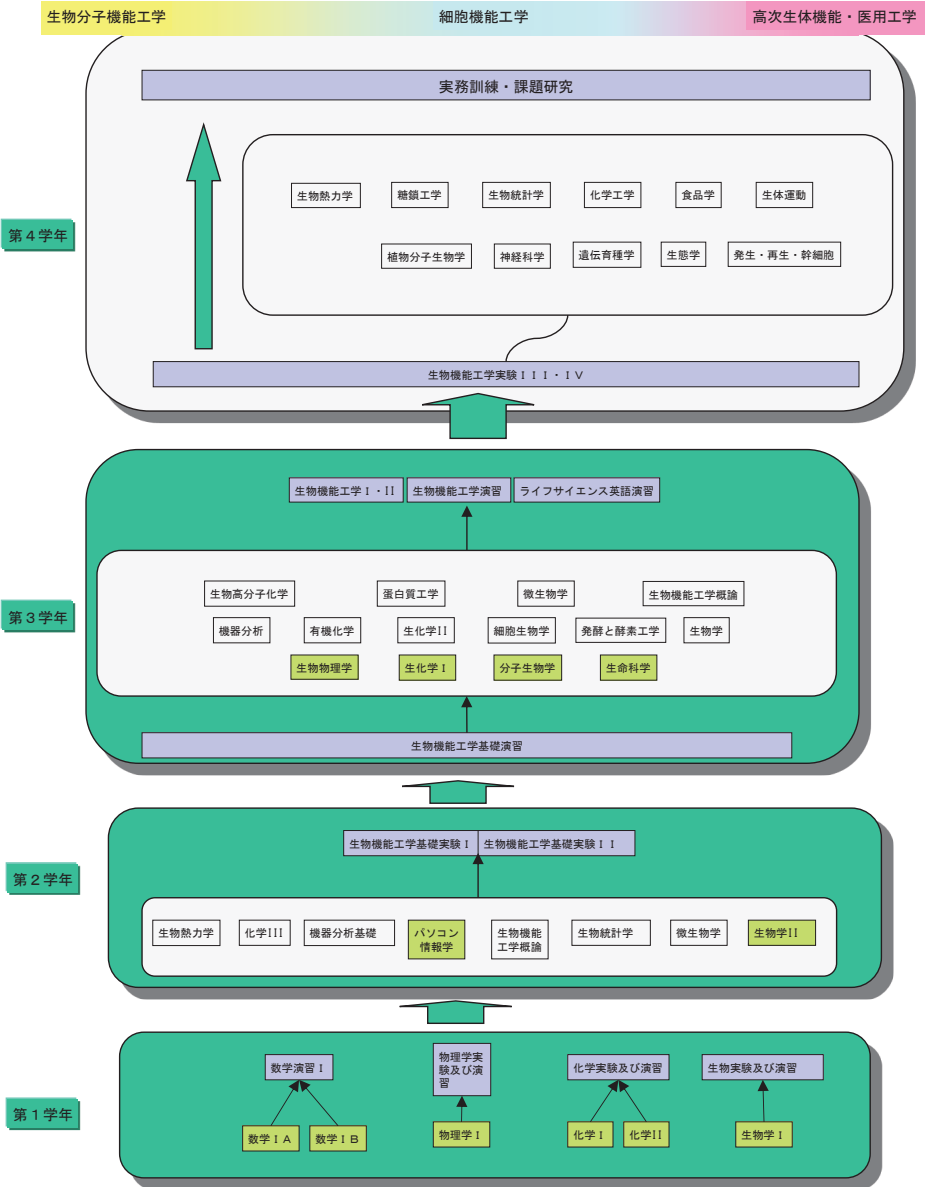 生物分子機能工学
細胞機能工学
高次生体機能・医用工学
実務訓練・課題研究
第４学年
生物熱力学
糖鎖工学
生物統計学
化学工学
食品学
生体運動
植物分子生物学
神経科学
遺伝育種学
生態学
発生・再生・幹細胞
生物機能工学実験ＩＩＩ・ＩＶ
第３学年
生物機能工学Ｉ・II
生物機能工学演習
ライフサイエンス英語演習
生物高分子化学
蛋白質工学
微生物学
生物機能工学概論
機器分析
有機化学
生化学II
細胞生物学
発酵と酵素工学
生物学
生物物理学
生化学Ｉ
分子生物学
生命科学
生物機能工学基礎演習
第２学年
生物機能工学基礎実験Ｉ
生物機能工学基礎実験ＩＩ
生物熱力学
化学III
機器分析基礎
パソコン
情報学
生物機能
工学概論
生物統計学
微生物学
生物学II
第１学年
数学演習Ｉ
物理学実
験及び演
習
化学実験及び演習
生物実験及び演習
数学ＩＡ
数学ＩＢ
物理学Ｉ
化学Ｉ
化学II
生物学Ｉ